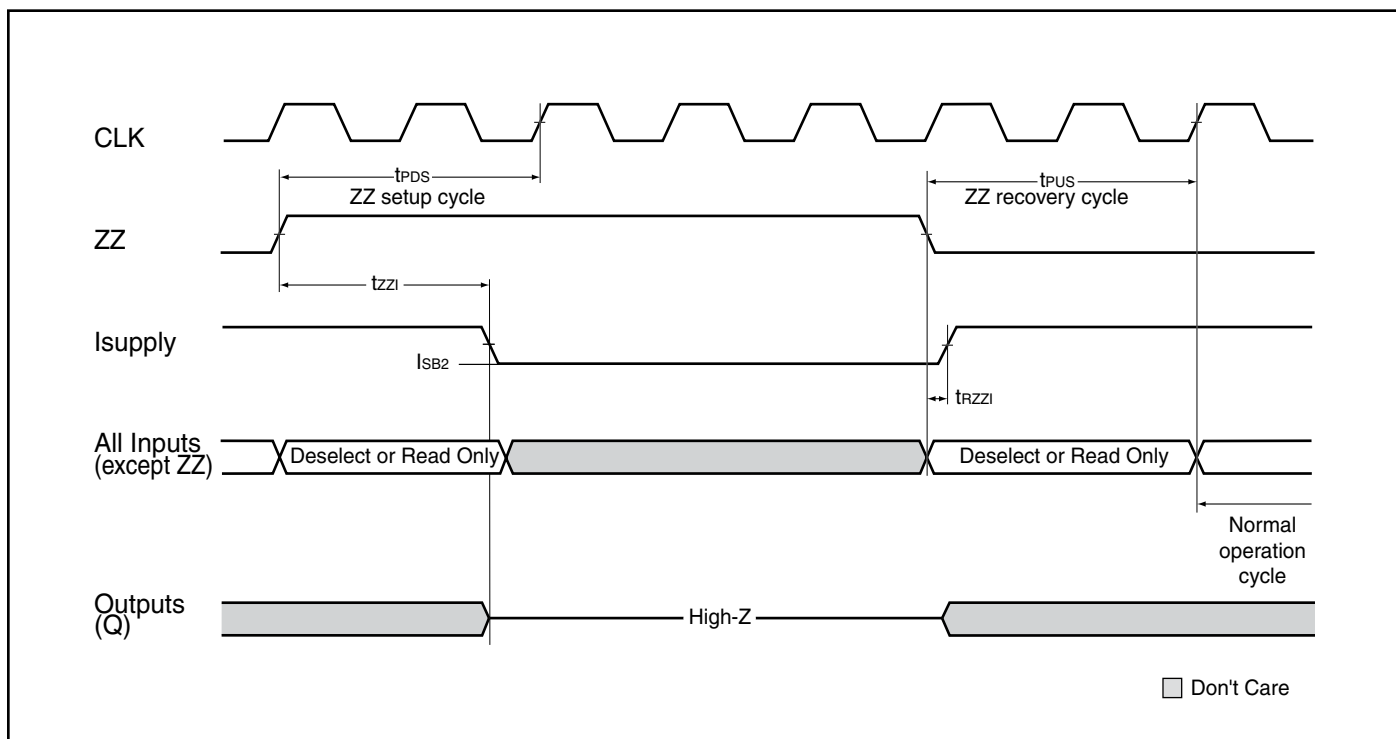 CLK
tPDS
ZZ setup cycle
tPUS
ZZ recovery cycle
ZZ
tZZI
Isupply
ISB2
tRZZI
All Inputs
(except ZZ)
Deselect or Read Only
Deselect or Read Only
Normal
operation
cycle
Outputs
(Q)
High-Z
Don't Care